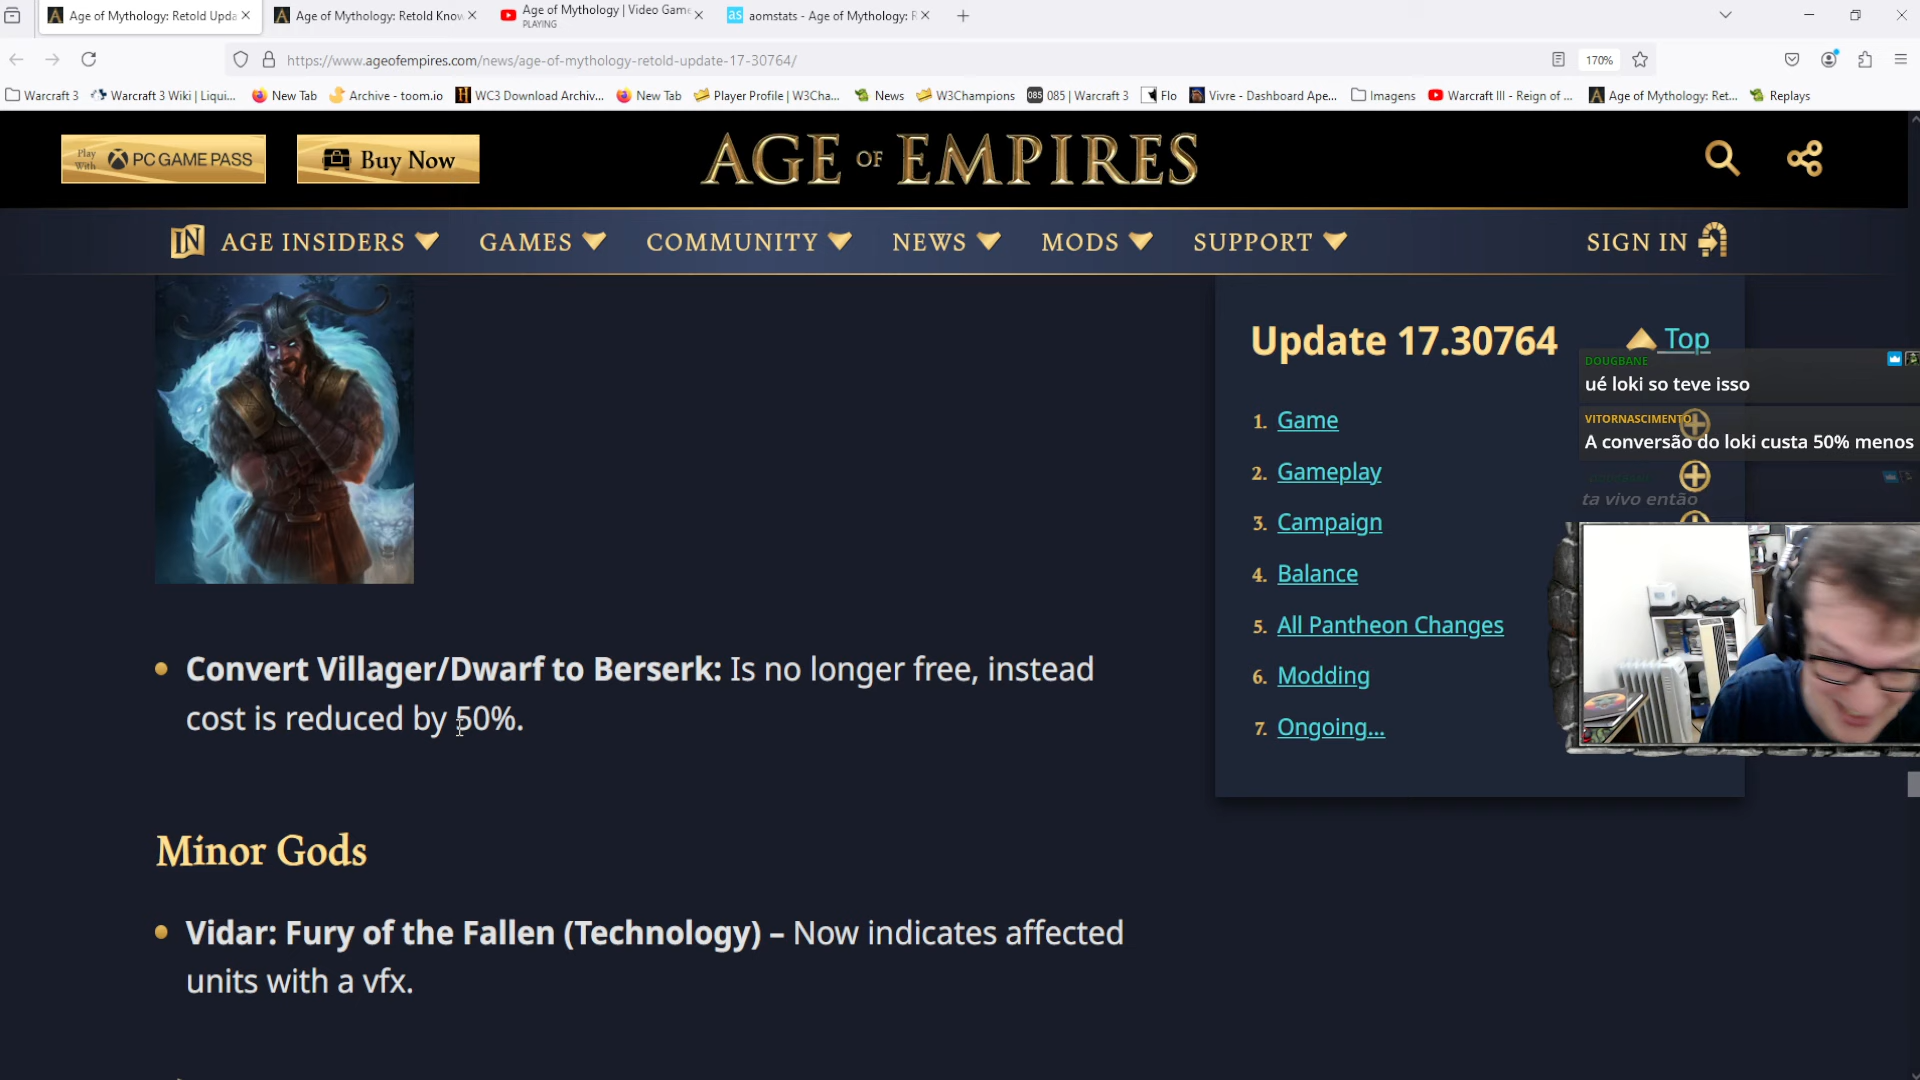 Age of Mythology: Retold Upda
Age of Mythology: Retold Know
Age of Mythology | Video Game
PLAYING
aomstats - Age of Mythology: R
https://www.ageofempires.com/news/age-of-mythology-retold-update-17-30764/
170%
Warcraft 3
Warcraft 3 Wiki | Liqui...
New Tab
Archive - toom.io
WC3 Download Archiv...
New Tab
Player Profile | W3Cha...
News
W3Champions
085 | Warcraft 3
Flo
Vivre - Dashboard Ape...
Imagens
Warcraft III - Reign of ...
Age of Mythology: Ret...
Replays
Play With PC GAME PASS
Buy Now
AGE OF EMPIRES
IN AGE INSIDERS
GAMES
COMMUNITY
NEWS
MODS
SUPPORT
SIGN IN
Update 17.30764
Top
1. Game
2. Gameplay
3. Campaign
4. Balance
5. All Pantheon Changes
6. Modding
7. Ongoing...
DOUGBANE
ué loki so teve isso
VITORNASCIMENTO
A conversão do loki custa 50% menos
ta vivo então
Convert Villager/Dwarf to Berserk: Is no longer free, instead
cost is reduced by 50%.
Minor Gods
Vidar: Fury of the Fallen (Technology) – Now indicates affected
units with a vfx.